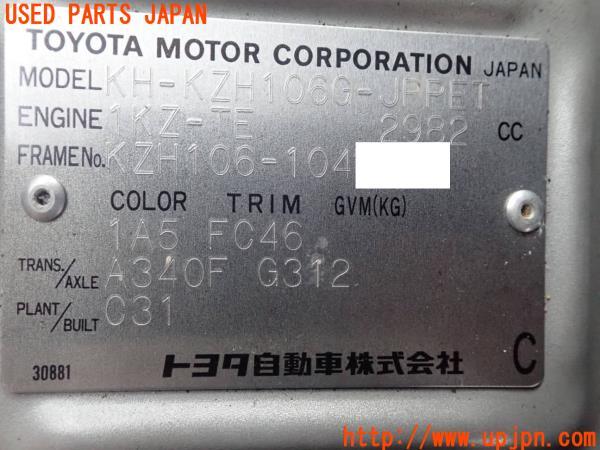 USED PARTS JAPAN
TOYOTA MOTOR CORPORATION JAPAN
MODEL KH-KZH106G-JPPET
ENGINE 1KZ-TE 2982 CC
FRAME No. KZH106-104
COLOR TRIM GVM(KG)
1A5 FC46
TRANS./AXLE A340F G312
PLANT/BUILT C31
30881 トヨタ自動車株式会社 C
http://www.upjpn.com/